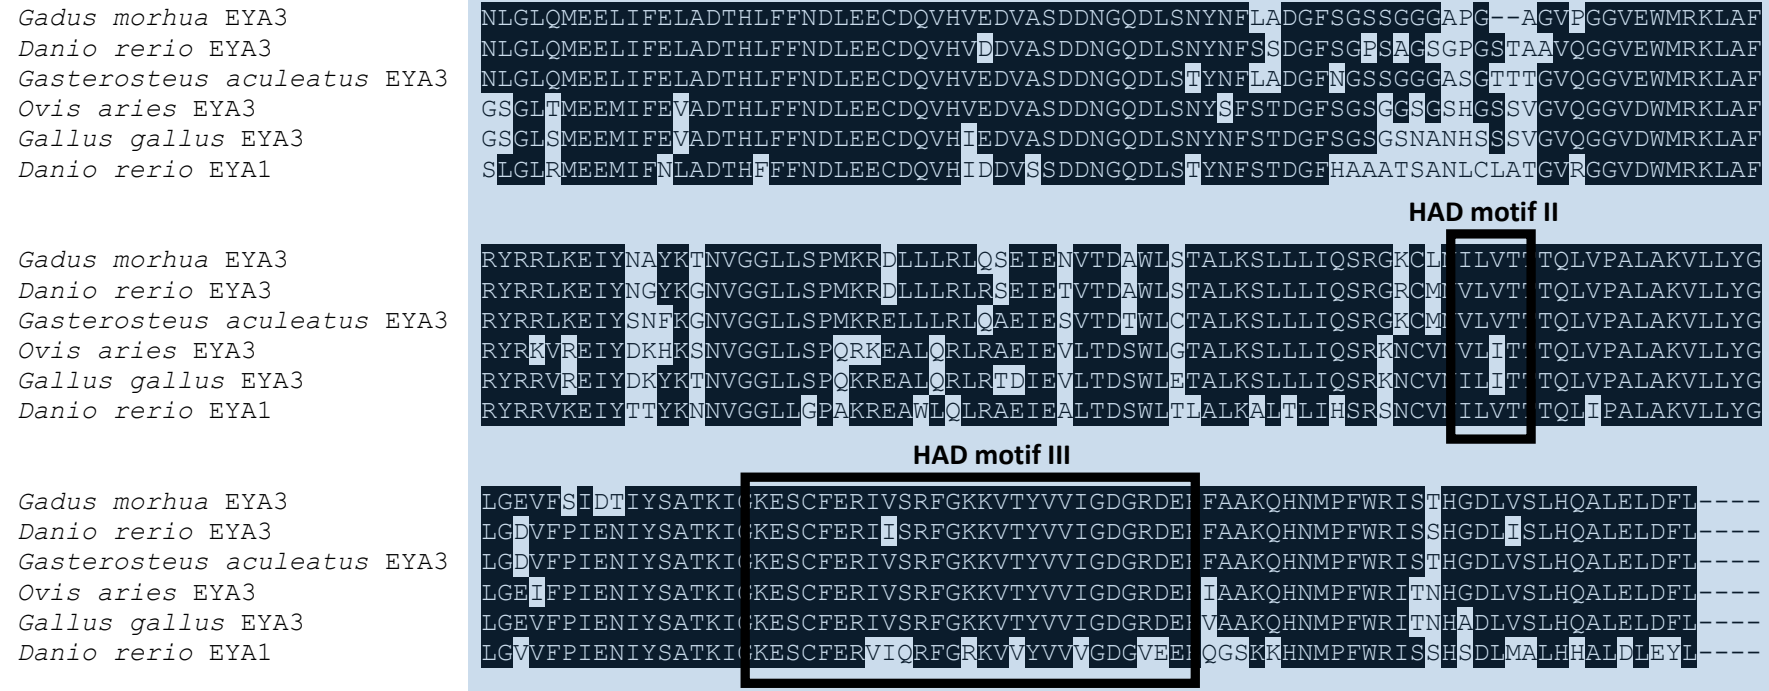 Gadus morhua EYA3 NLGLQMEELIFELADTHLFFNDLEECDQVHVEDVASDDNGQDLSNYNFLADGFSGSSGGGAPG--AGVPGGVEWMRKLAF
Danio rerio EYA3 NLGLQMEELIFELADTHLFFNDLEECDQVHVDDVASDDNGQDLSNYNFSSDGFSGPSAGSGPGSTAAVQGGVEWMRKLAF
Gasterosteus aculeatus EYA3 NLGLQMEELIFELADTHLFFNDLEECDQVHVEDVASDDNGQDLSTYNFLADGFNGSSGGGASGTTTGVQGGVEWMRKLAF
Ovis aries EYA3 GSGLTMEEMIFEVADTHLFFNDLEECDQVHVEDVASDDNGQDLSNYSFSTDGFSGSGGSGSHGSSVGVQGGVDWMRKLAF
Gallus gallus EYA3 GSGLSMEEMIFEVADTHLFFNDLEECDQVHIEDVASDDNGQDLSNYNFSTDGFSGSGSNANHSSSVGVQGGVDWMRKLAF
Danio rerio EYA1 SLGLRMEEMIFNLADTHFFFNDLEECDQVHIDDVSSDDNGQDLSTYNFSTDGFHAAATSANLCLATGVRGGVDWMRKLAF
HAD motif II
Gadus morhua EYA3 RYRRLKEIYNAYKTNVGGLLSPMKRDLLLRLQSEIENVTDAWLSTALKSLLLIQSRGKCLNILVTTTQLVPALAKVLLYG
Danio rerio EYA3 RYRRLKEIYNGYKGNVGGLLSPMKRDLLLRLRSEIETVTDAWLSTALKSLLLIQSRGRCMNVLVTTTQLVPALAKVLLYG
Gasterosteus aculeatus EYA3 RYRRLKEIYSNFKGNVGGLLSPMKRELLLRLQAEIESVTDTWLCTALKSLLLIQSRGKCMNVLVTTTQLVPALAKVLLYG
Ovis aries EYA3 RYRKVREIYDKHKSNVGGLLSPQRKEALQRLRAEIEVLTDSWLGTALKSLLLIQSRKNCVNVLITTTQLVPALAKVLLYG
Gallus gallus EYA3 RYRRVREIYDKYKTNVGGLLSPQKREALQRLRTDIEVLTDSWLETALKSLLLIQSRKNCVNILITTTQLVPALAKVLLYG
Danio rerio EYA1 RYRRVKEIYTTYKNNVGGLLGPAKREAWLQLRAEIEALTDSWLTLALKALTLIHSRSNCVNILVTTTQLIPALAKVLLYG
HAD motif III
Gadus morhua EYA3 LGEVFSIDTIYSATKIGKESCFERIVSRFGKKVTYVVIGDGRDEEFAAKQHNMPFWRISTHGDLVSLHQALELDFL----
Danio rerio EYA3 LGDVFPIENIYSATKIGKESCFERIISRFGKKVTYVVIGDGRDEEFAAKQHNMPFWRISSHGDLISLHQALELDFL----
Gasterosteus aculeatus EYA3 LGDVFPIENIYSATKIGKESCFERIVSRFGKKVTYVVIGDGRDEEFAAKQHNMPFWRISTHGDLVSLHQALELDFL----
Ovis aries EYA3 LGEIFPIENIYSATKIGKESCFERIVSRFGKKVTYVVIGDGRDEEIAAKQHNMPFWRITNHGDLVSLHQALELDFL----
Gallus gallus EYA3 LGEVFPIENIYSATKIGKESCFERIVSRFGKKVTYVVIGDGRDEEVAAKQHNMPFWRITNHADLVSLHQALELDFL----
Danio rerio EYA1 LGVVFPIENIYSATKIGKESCFERVIQRFGRKVVYVVVGDGVEEEQGSKKHNMPFWRISSHSDLMALHHALDLEYL----